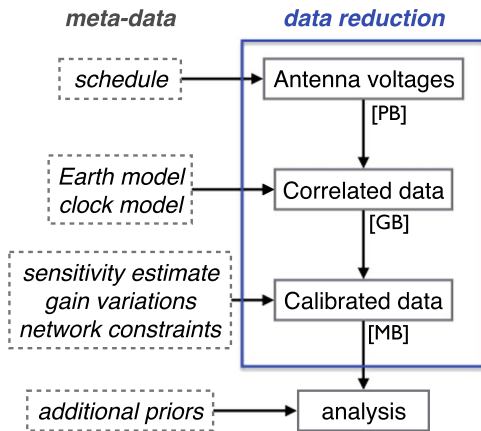 meta-data
data reduction
schedule
Antenna voltages
[PB]
Earth model
clock model
Correlated data
[GB]
sensitivity estimate
gain variations
network constraints
Calibrated data
[MB]
additional priors
analysis